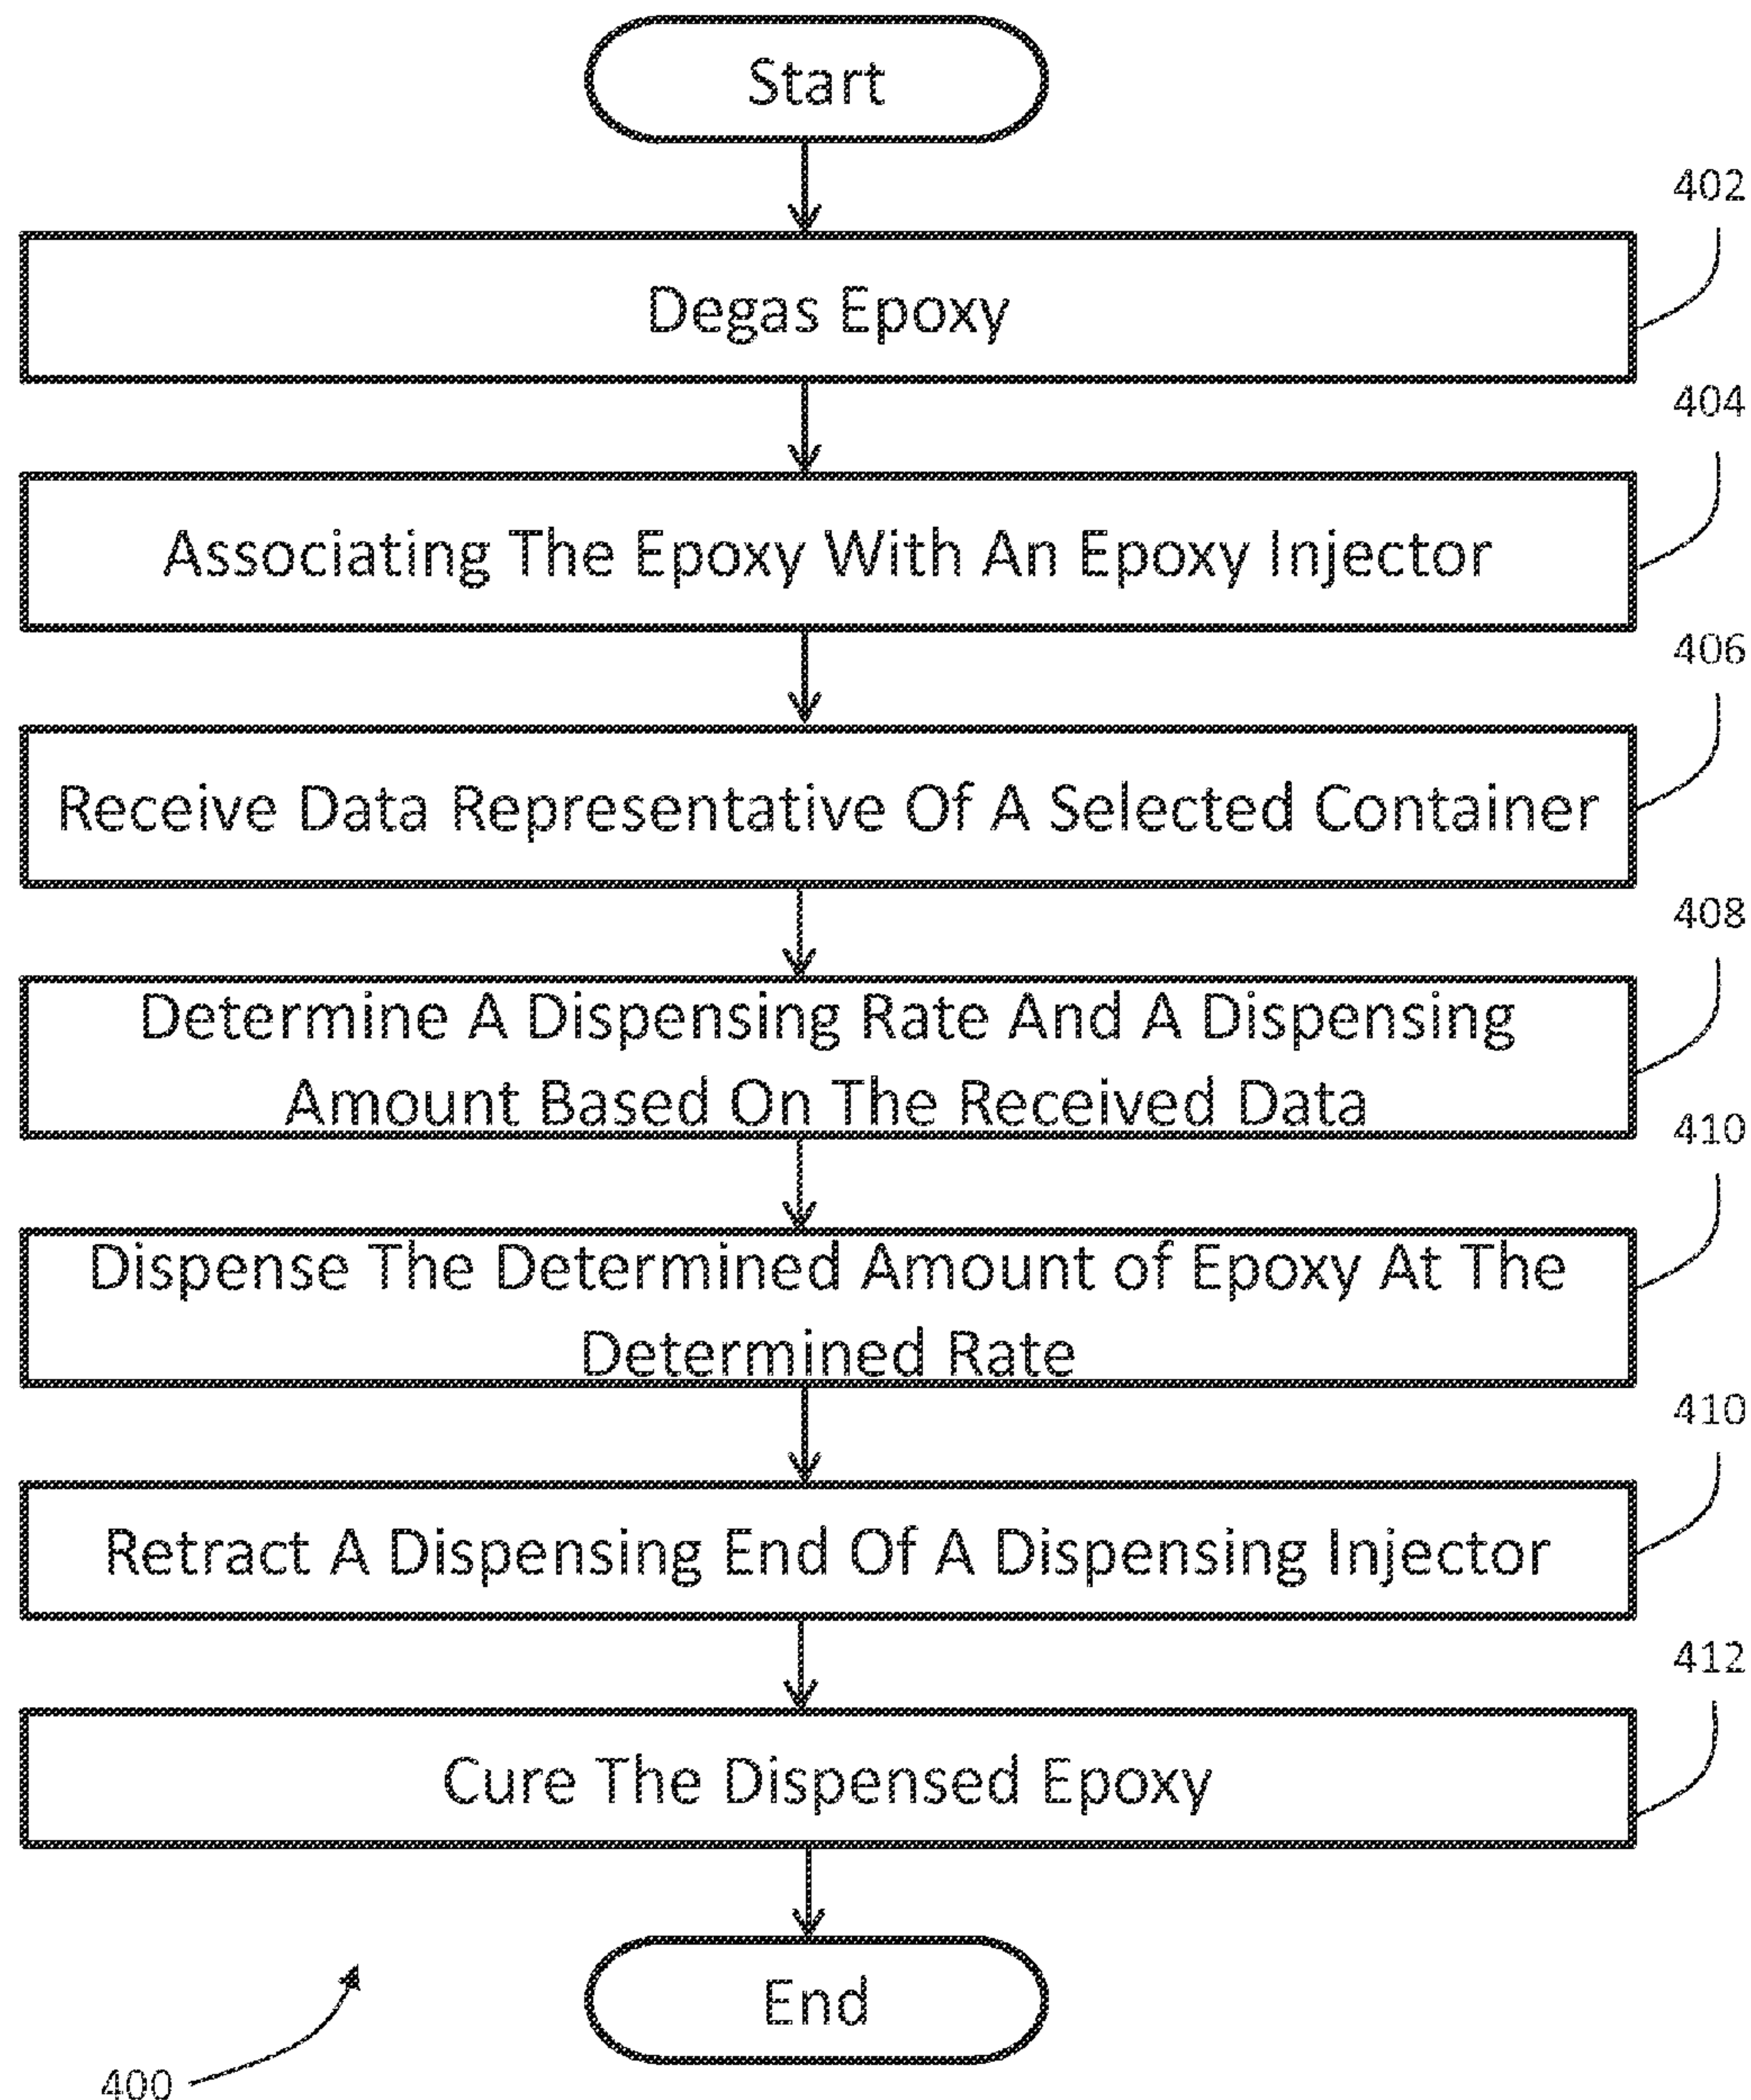 Start
402
Degas Epoxy
404
Associating The Epoxy With An Epoxy Injector
406
Receive Data Representative Of A Selected Container
408
Determine A Dispensing Rate And A Dispensing
Amount Based On The Received Data
410
Dispense The Determined Amount of Epoxy At The
Determined Rate
410
Retract A Dispensing End Of A Dispensing Injector
412
Cure The Dispensed Epoxy
End
400